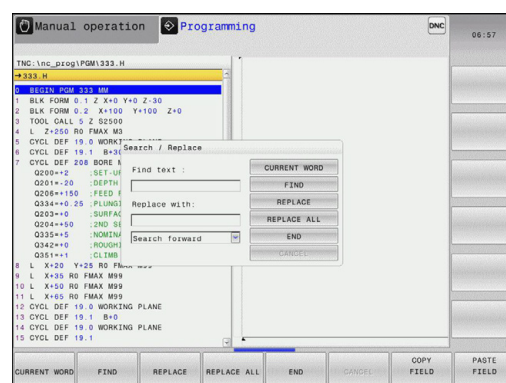 Manual operation
Programming
DNC
06:57
TNC:\nc_prog\PGM\333.H
→333.H
0 BEGIN PGM 333 MM
1 BLK FORM 0.1 Z X+0 Y+0 Z-30
2 BLK FORM 0.2 X+100 Y+100 Z+0
3 TOOL CALL 5 Z S2500
4 L Z+250 R0 FMAX M3
5 CYCL DEF 19.0 WORKING PLANE
6 CYCL DEF 19.1 B+30
7 CYCL DEF 208 BORE M
Q200=+2 ;SET-U
Q201=-20 ;DEPTH
Q206=+150 ;FEED
Q334=+0.25 ;PLUNG
Q203=+0 ;SURFAC
Q204=+50 ;2ND SE
Q335=+5 ;NOMINA
Q342=+0 ;ROUGH
Q351=+1 ;CLIMB
8 L X+20 Y+25 R0 FMAX M99
9 L X+35 R0 FMAX M99
10 L X+50 R0 FMAX M99
11 L X+65 R0 FMAX M99
12 CYCL DEF 19.0 WORKING PLANE
13 CYCL DEF 19.1 B+0
14 CYCL DEF 19.0 WORKING PLANE
15 CYCL DEF 19.1
Search / Replace
Find text :
Replace with:
Search forward
CURRENT WORD
FIND
REPLACE
REPLACE ALL
END
CANCEL
CURRENT WORD
FIND
REPLACE
REPLACE ALL
END
CANCEL
COPY FIELD
PASTE FIELD